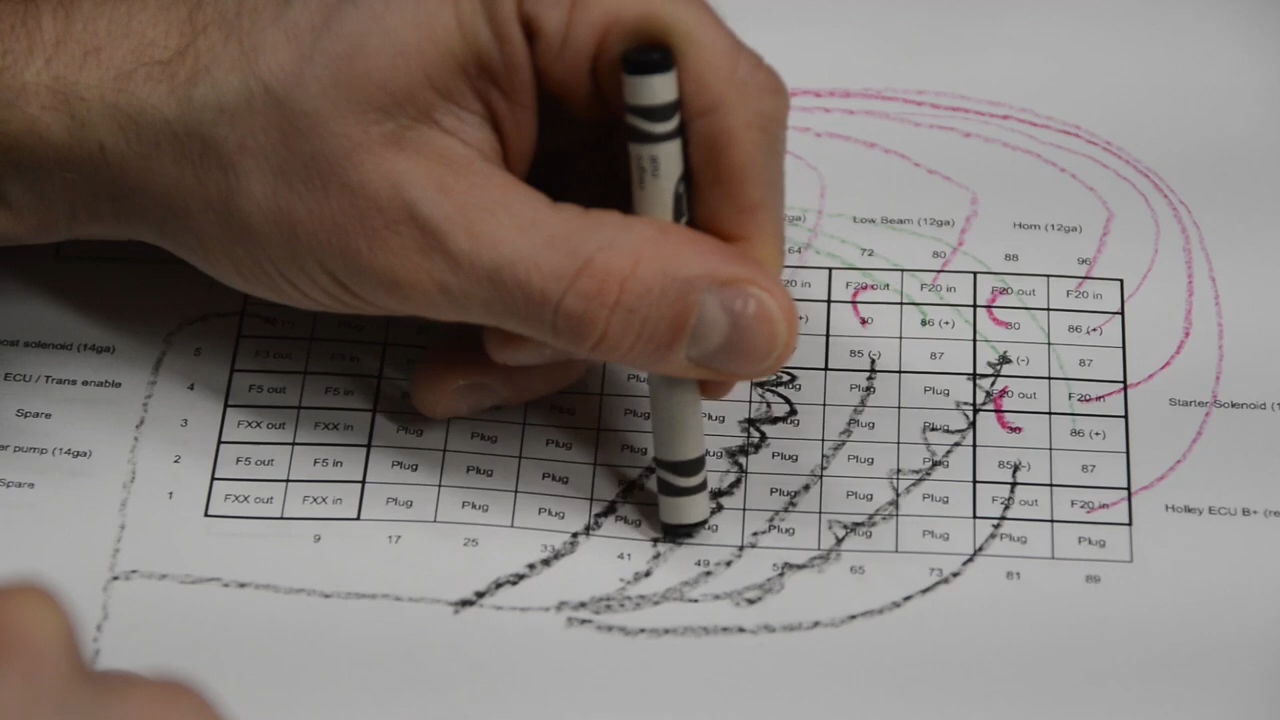 Low Beam (12ga) Horn (12ga)
64 72 80 88 96
F20 out F20 in F20 out F20 in
30 86 (+) 30 86 (+)
5 F3 out F3 in 85 (-) 87 (-) 87
ost solenoid (14ga)
4 F5 out F5 in Plug Plug Plug F20 out F20 in
ECU / Trans enable
Starter Solenoid (1
3 FXX out FXX in Plug Plug Plug Plug Plug Plug Plug Plug 30 86 (+)
Spare
2 F5 out F5 in Plug Plug Plug Plug Plug Plug Plug 85(-) 87
er pump (14ga)
1 FXX out FXX in Plug Plug Plug Plug Plug Plug Plug F20 out F20 in
Spare
Holley ECU B+ (re
Plug Plug Plug Plug Plug
9 17 25 33 41 49 65 73 81 89